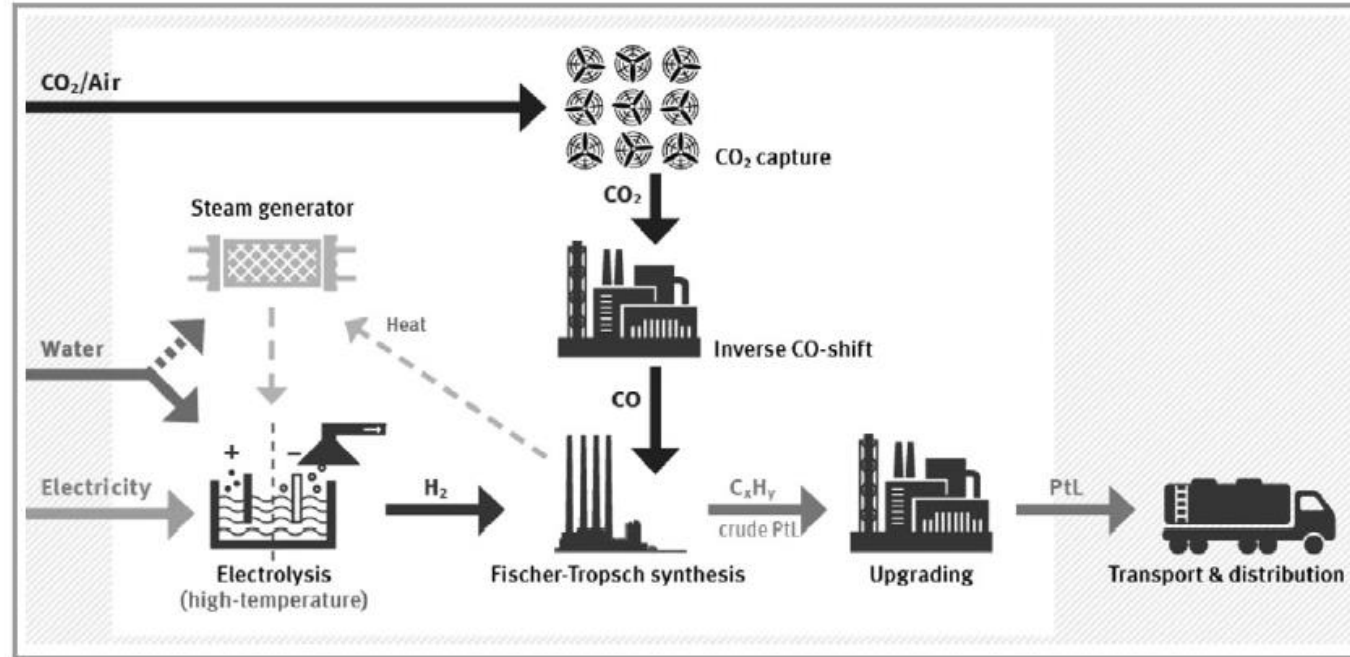 CO₂/Air
CO₂ capture
CO₂
Steam generator
Heat
Water
Inverse CO-shift
CO
+
−
Electricity
H₂
CₓHᵧ
crude PtL
PtL
Electrolysis
(high-temperature)
Fischer-Tropsch synthesis
Upgrading
Transport & distribution